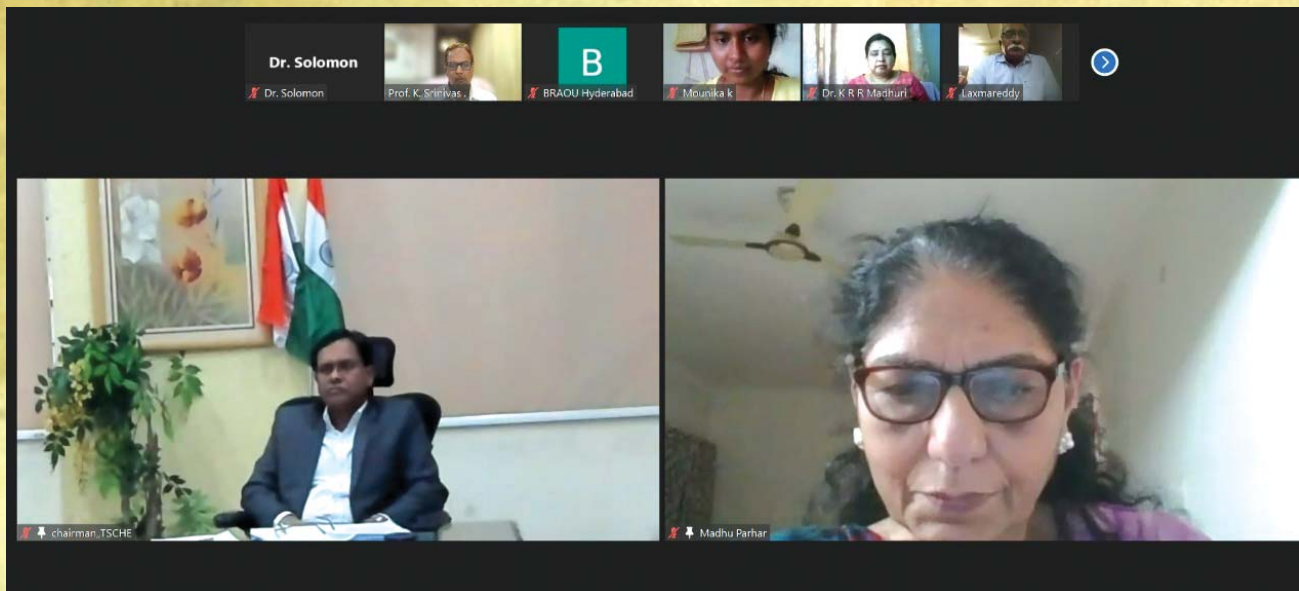 Dr. Solomon
Dr. Solomon
Prof. K. Srinivas .
B
BRAOU Hyderabad
Mounika k
Dr. K R R Madhuri
Laxmareddy
chairman_TSCHE
Madhu Parhar